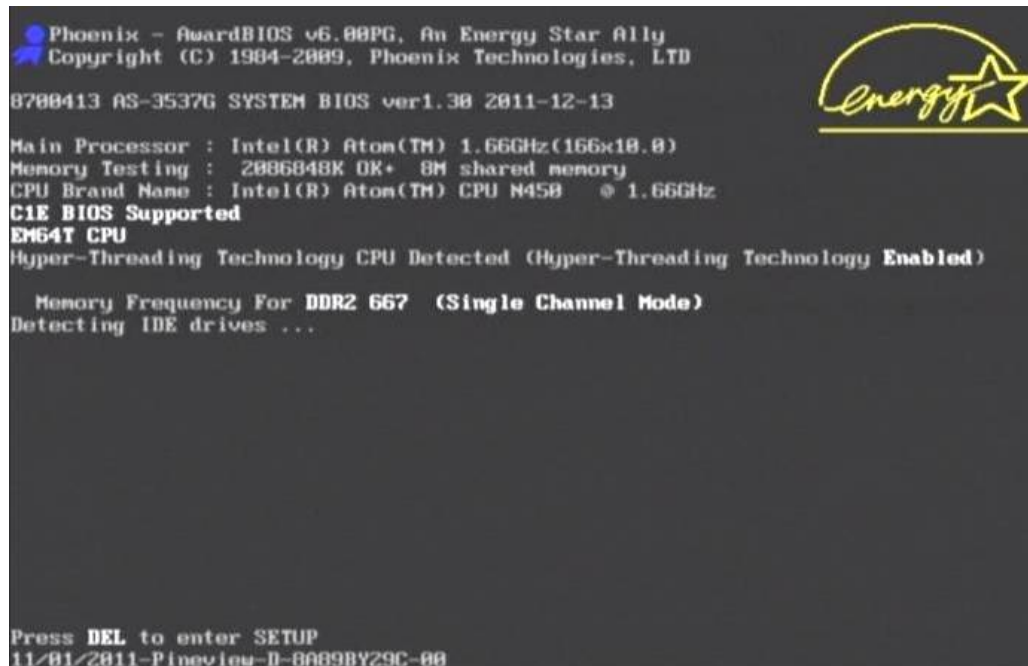 Phoenix - AwardBIOS v6.00PG, An Energy Star Ally
Copyright (C) 1984-2009, Phoenix Technologies, LTD
energy
8700413 AS-3537G SYSTEM BIOS ver1.30 2011-12-13
Main Processor : Intel(R) Atom(TM) 1.66GHz(166x10.0)
Memory Testing : 2086848K OK+ 8M shared memory
CPU Brand Name : Intel(R) Atom(TM) CPU N450 @ 1.66GHz
C1E BIOS Supported
EM64T CPU
Hyper-Threading Technology CPU Detected (Hyper-Threading Technology Enabled)
Memory Frequency For DDR2 667 (Single Channel Mode)
Detecting IDE drives ...
Press DEL to enter SETUP
11/01/2011-Pineview-D-8A89BY29C-00